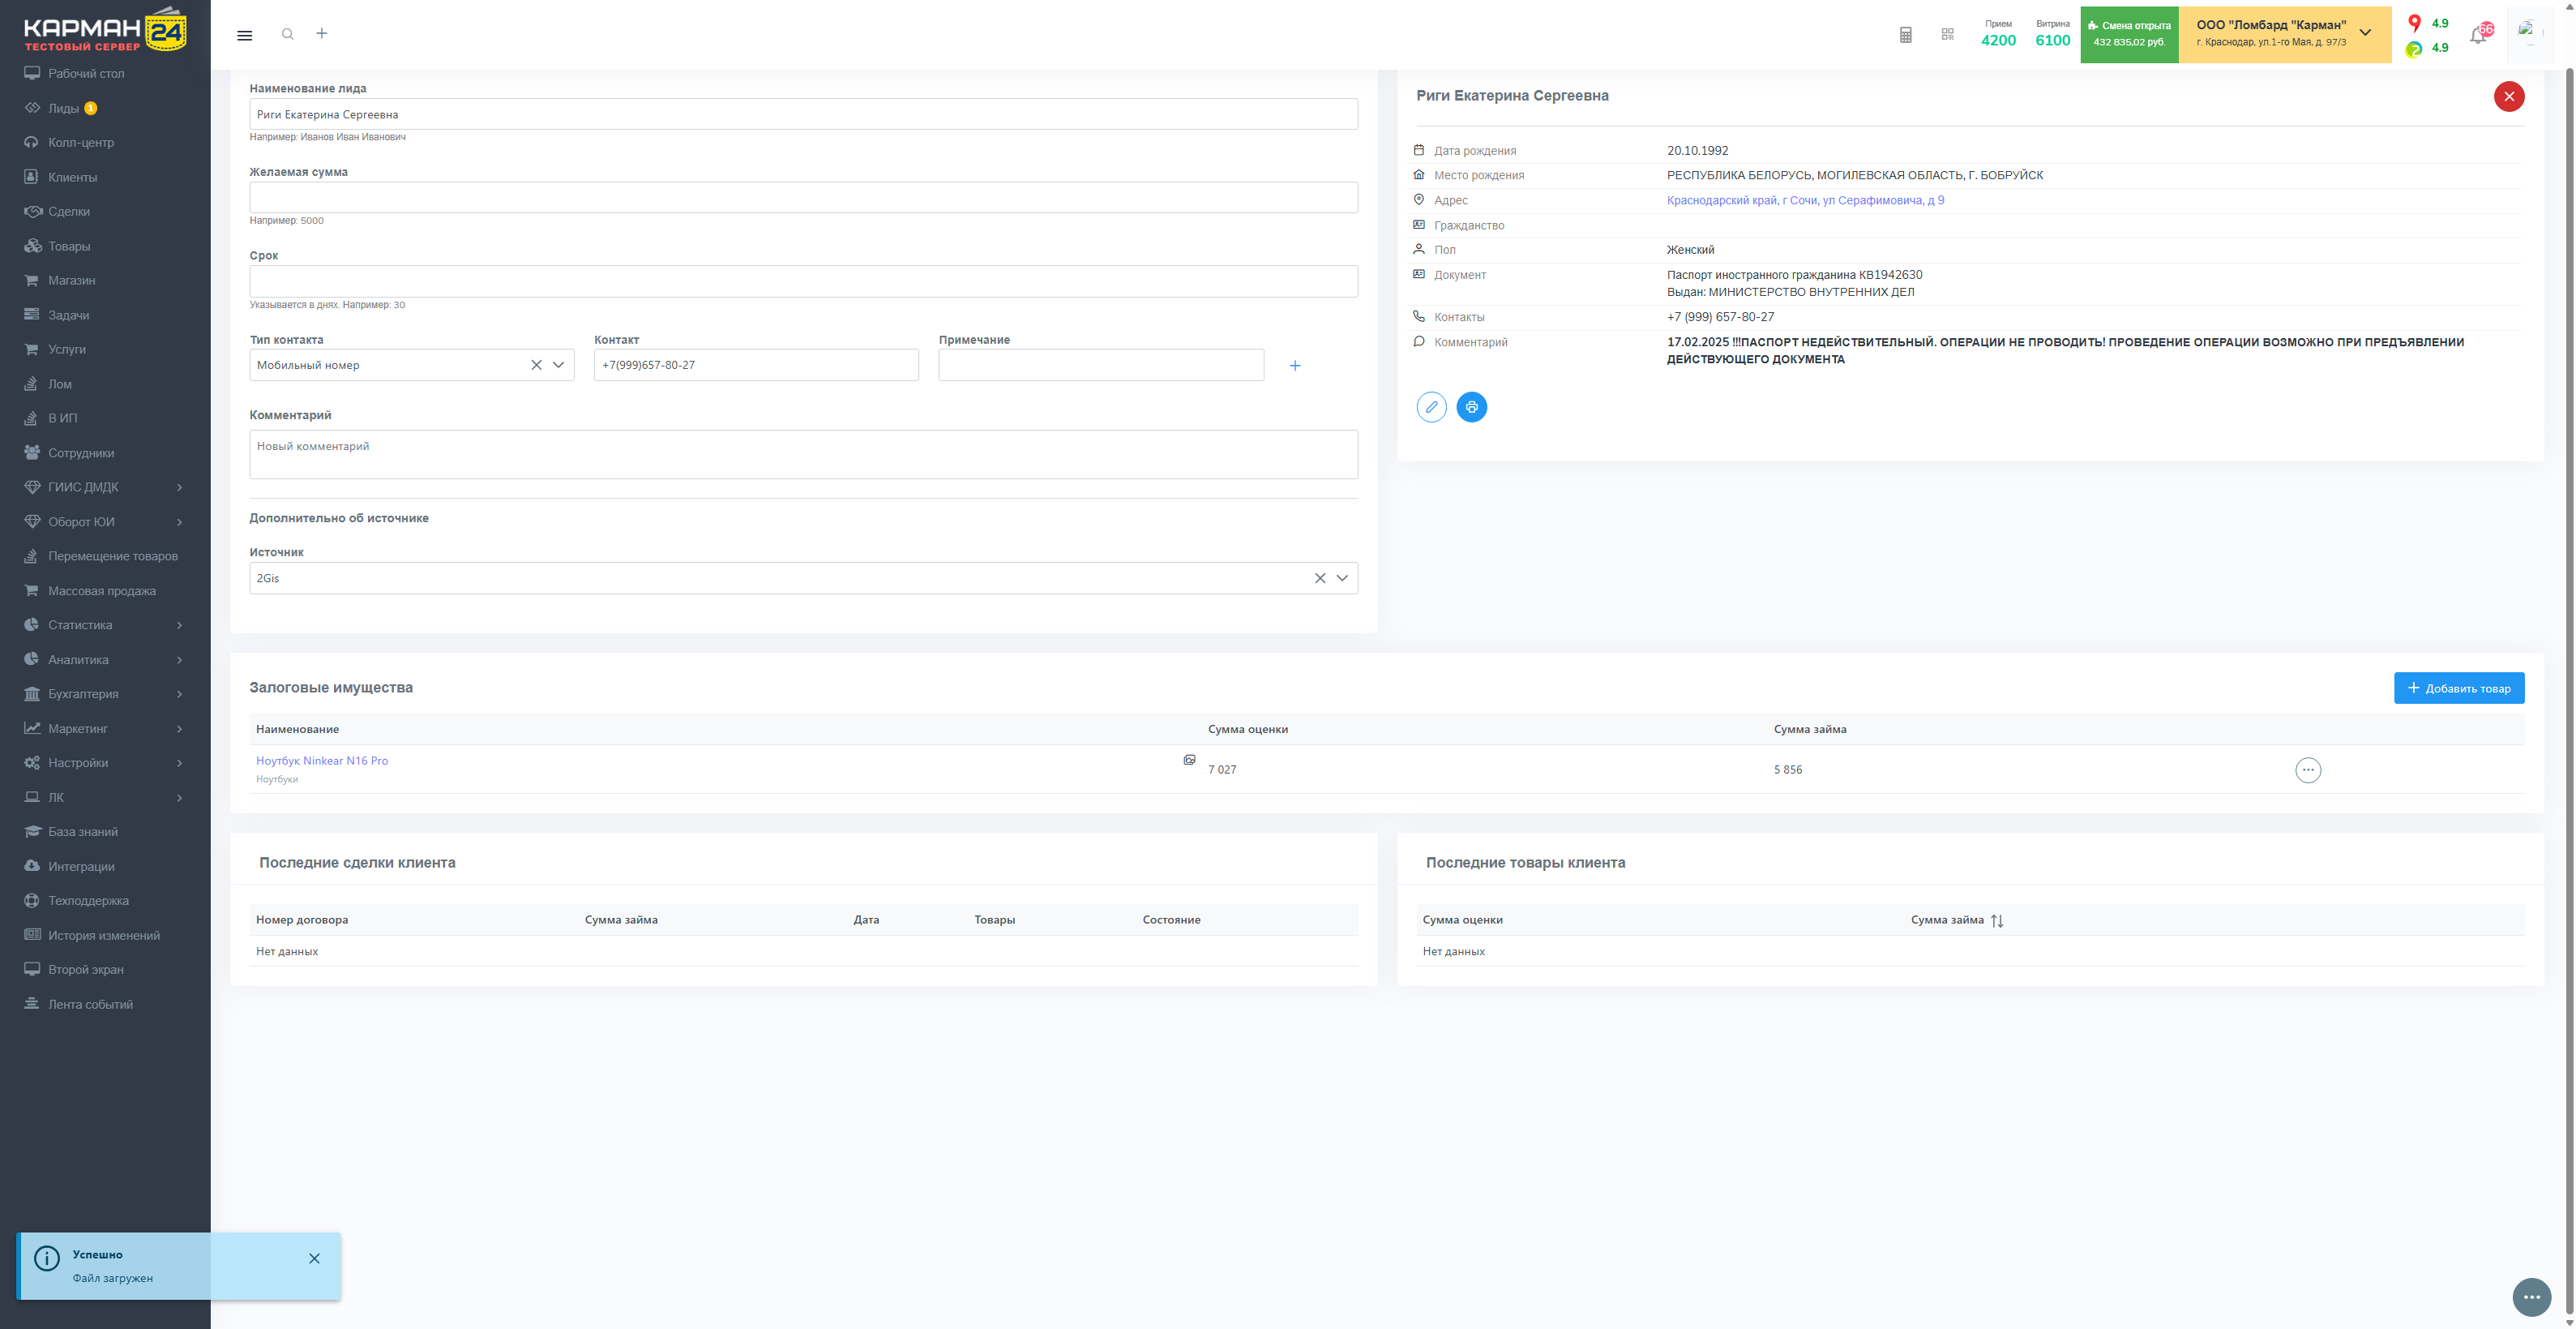 КАРМАН 24
ТЕСТОВЫЙ СЕРВЕР
Рабочий стол
Лиды 1
Колл-центр
Клиенты
Сделки
Товары
Магазин
Задачи
Услуги
Лом
В ИП
Сотрудники
ГИИС ДМДК
Оборот ЮИ
Перемещение товаров
Массовая продажа
Статистика
Аналитика
Бухгалтерия
Маркетинг
Настройки
ЛК
База знаний
Интеграции
Техподдержка
История изменений
Второй экран
Лента событий
Прием
4200
Витрина
6100
Смена открыта
432 835,02 руб.
ООО "Ломбард "Карман"
г. Краснодар, ул.1-го Мая, д. 97/3
4.9
4.9
Наименование лида
Риги Екатерина Сергеевна
Например: Иванов Иван Иванович
Желаемая сумма
Например: 5000
Срок
Указывается в днях. Например: 30
Тип контакта Контакт Примечание
Мобильный номер +7(999)657-80-27
Комментарий
Новый комментарий
Дополнительно об источнике
Источник
2Gis
Риги Екатерина Сергеевна
Дата рождения 20.10.1992
Место рождения РЕСПУБЛИКА БЕЛОРУСЬ, МОГИЛЕВСКАЯ ОБЛАСТЬ, Г. БОБРУЙСК
Адрес Краснодарский край, г Сочи, ул Серафимовича, д 9
Гражданство
Пол Женский
Документ Паспорт иностранного гражданина КВ1942630
Выдан: МИНИСТЕРСТВО ВНУТРЕННИХ ДЕЛ
Контакты +7 (999) 657-80-27
Комментарий 17.02.2025 !!!ПАСПОРТ НЕДЕЙСТВИТЕЛЬНЫЙ. ОПЕРАЦИИ НЕ ПРОВОДИТЬ! ПРОВЕДЕНИЕ ОПЕРАЦИИ ВОЗМОЖНО ПРИ ПРЕДЪЯВЛЕНИИ
ДЕЙСТВУЮЩЕГО ДОКУМЕНТА
Залоговые имущества
Добавить товар
Наименование Сумма оценки Сумма займа
Ноутбук Ninkear N16 Pro 7 027 5 856
Ноутбуки
Последние сделки клиента
Номер договора Сумма займа Дата Товары Состояние
Нет данных
Последние товары клиента
Сумма оценки Сумма займа
Нет данных
Успешно
Файл загружен